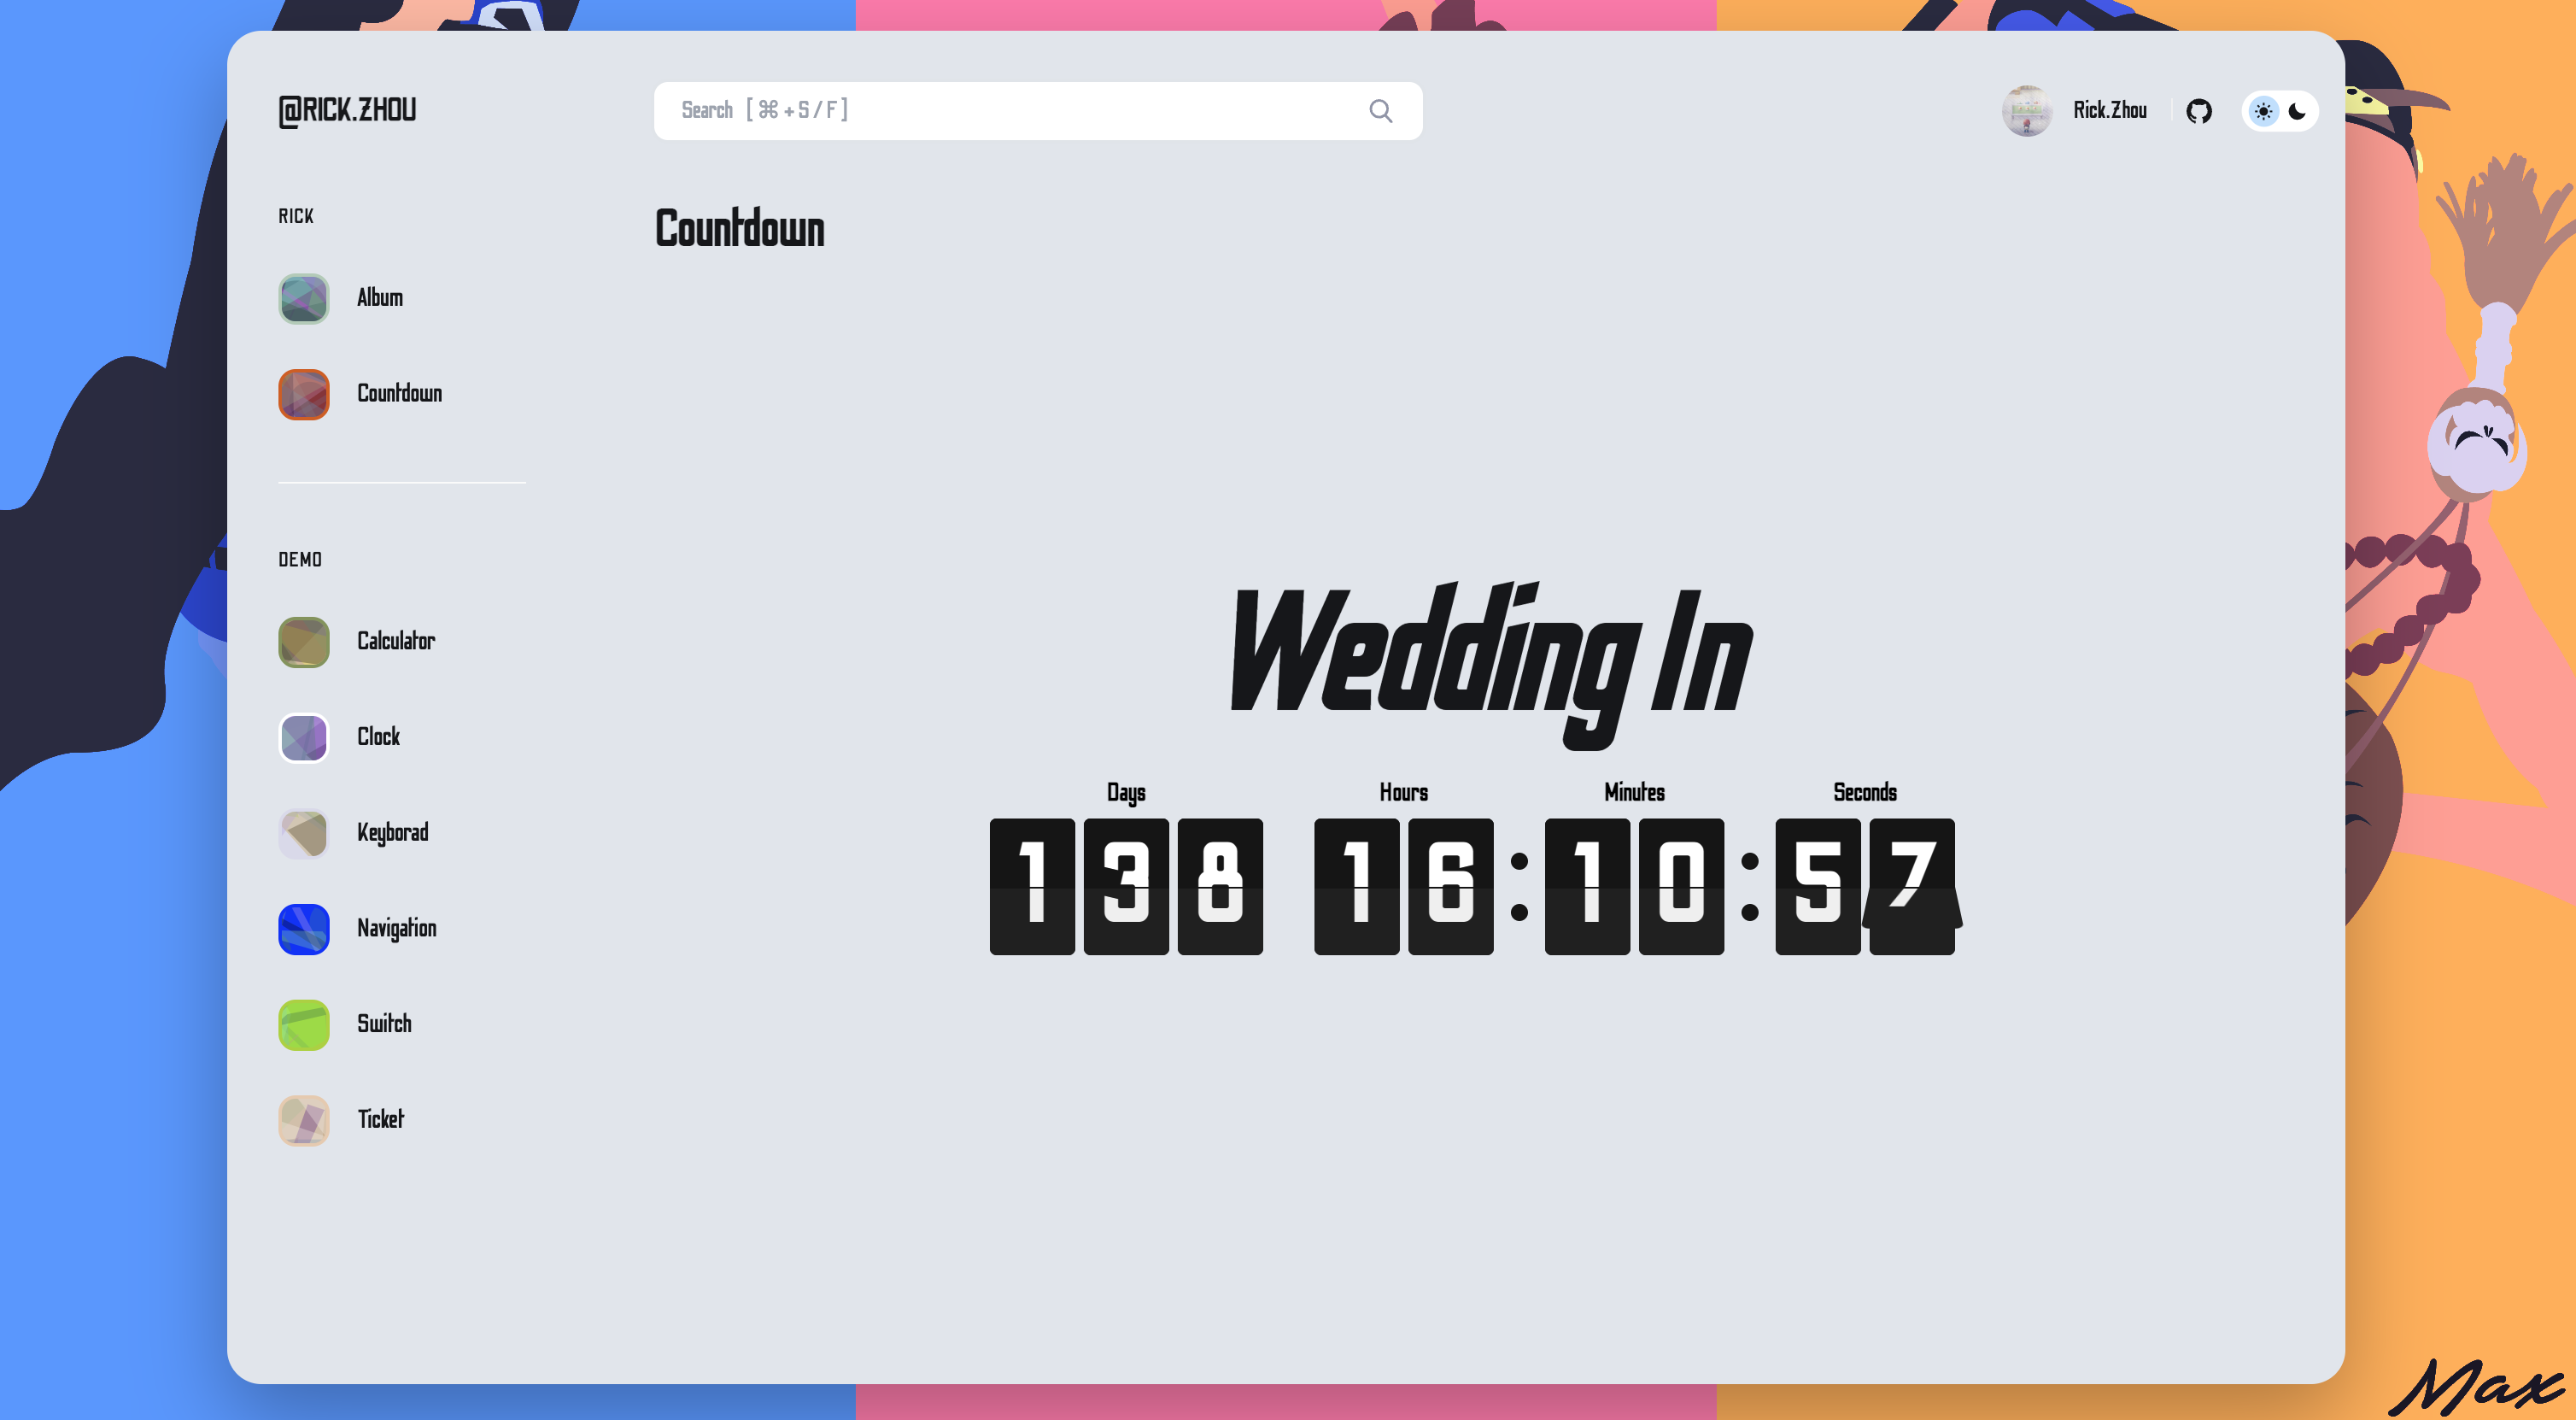 @RICK.ZHOU
Search [ ⌘ + S / F ]
Rick.Zhou
RICK
Album
Countdown
DEMO
Calculator
Clock
Keyborad
Navigation
Switch
Ticket
Countdown
Wedding In
Days Hours Minutes Seconds
138 16:10:57
Max